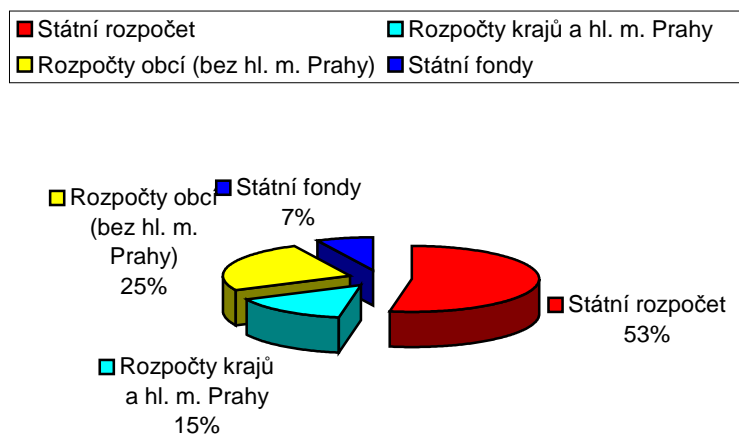 Státní rozpočet
Rozpočty krajů a hl. m. Prahy
Rozpočty obcí (bez hl. m. Prahy)
Státní fondy
Státní fondy
7%
Rozpočty obcí
(bez hl. m.
Prahy)
25%
Státní rozpočet
53%
Rozpočty krajů
a hl. m. Prahy
15%